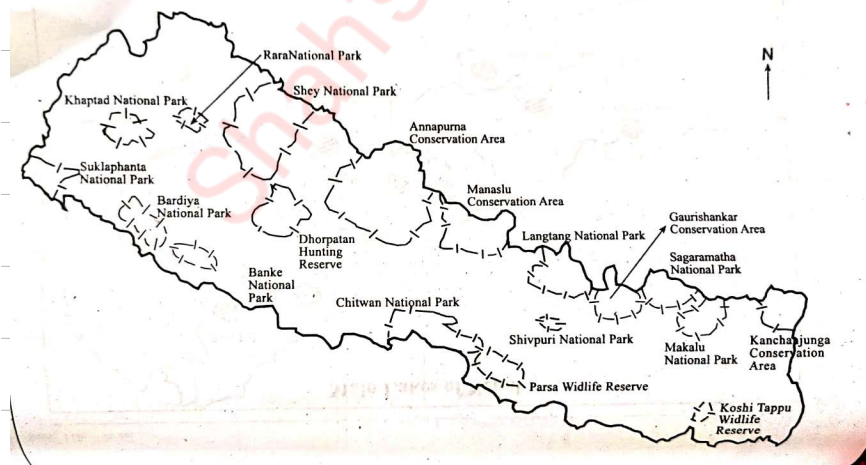 N
RaraNational Park
Shey National Park
Khaptad National Park
Annapurna
Conservation Area
Suklaphanta
National Park
Bardiya
National Park
Manaslu
Conservation Area
Gaurishankar
Conservation Area
Langtang National Park
Dhorpatan
Hunting
Reserve
Sagaramatha
National Park
Banke
National
Park
Chitwan National Park
Shivpuri National Park
Makalu
National Park
Kanchanjunga
Conservation
Area
Parsa Widlife Reserve
Koshi Tappu
Widlife
Reserve